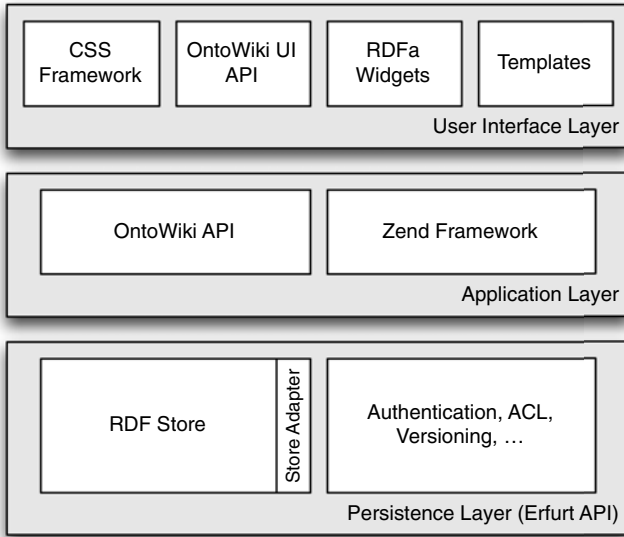 CSS
Framework
OntoWiki UI
API
RDFa
Widgets
Templates
User Interface Layer
OntoWiki API
Zend Framework
Application Layer
RDF Store
Store Adapter
Authentication, ACL,
Versioning, …
Persistence Layer (Erfurt API)